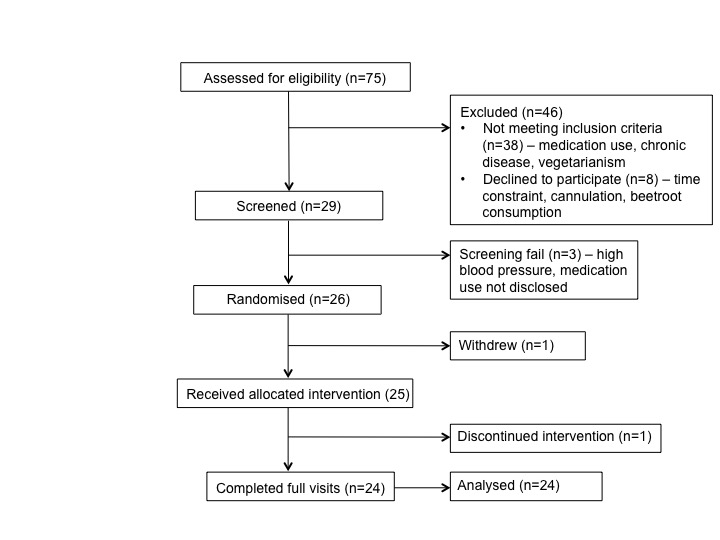 Assessed for eligibility (n=75)
Excluded (n=46)
• Not meeting inclusion criteria
(n=38) – medication use, chronic
disease, vegetarianism
• Declined to participate (n=8) – time
constraint, cannulation, beetroot
consumption
Screened (n=29)
Screening fail (n=3) – high
blood pressure, medication
use not disclosed
Randomised (n=26)
Withdrew (n=1)
Received allocated intervention (25)
Discontinued intervention (n=1)
Completed full visits (n=24)
Analysed (n=24)